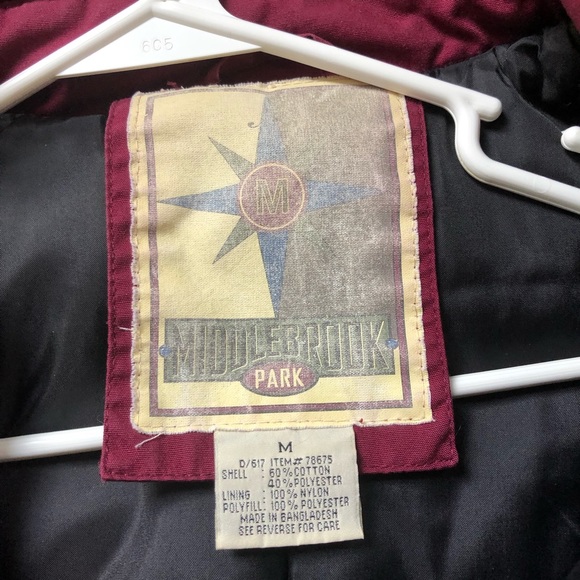 605
M
MIDDLEBROOK
PARK
M
D/617 ITEM# 78675
SHELL : 60% COTTON
40% POLYESTER
LINING : 100% NYLON
POLYFILL: 100% POLYESTER
MADE IN BANGLADESH
SEE REVERSE FOR CARE